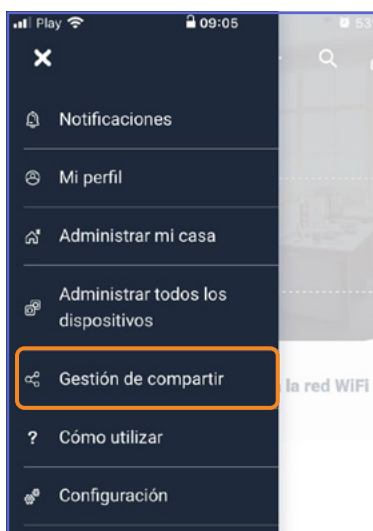 Play 09:05 53
Notificaciones
Mi perfil
Administrar mi casa
Administrar todos los
dispositivos
Gestión de compartir
la red WiFi
? Cómo utilizar
Configuración